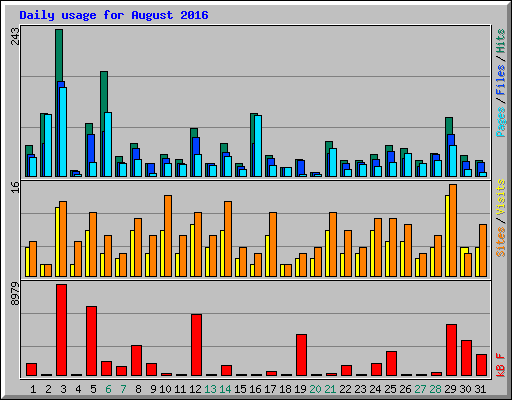 Daily usage for August 2016
243
Pages / Files / Hits
16
Sites / Visits
8979
kB F
1 2 3 4 5 6 7 8 9 10 11 12 13 14 15 16 17 18 19 20 21 22 23 24 25 26 27 28 29 30 31